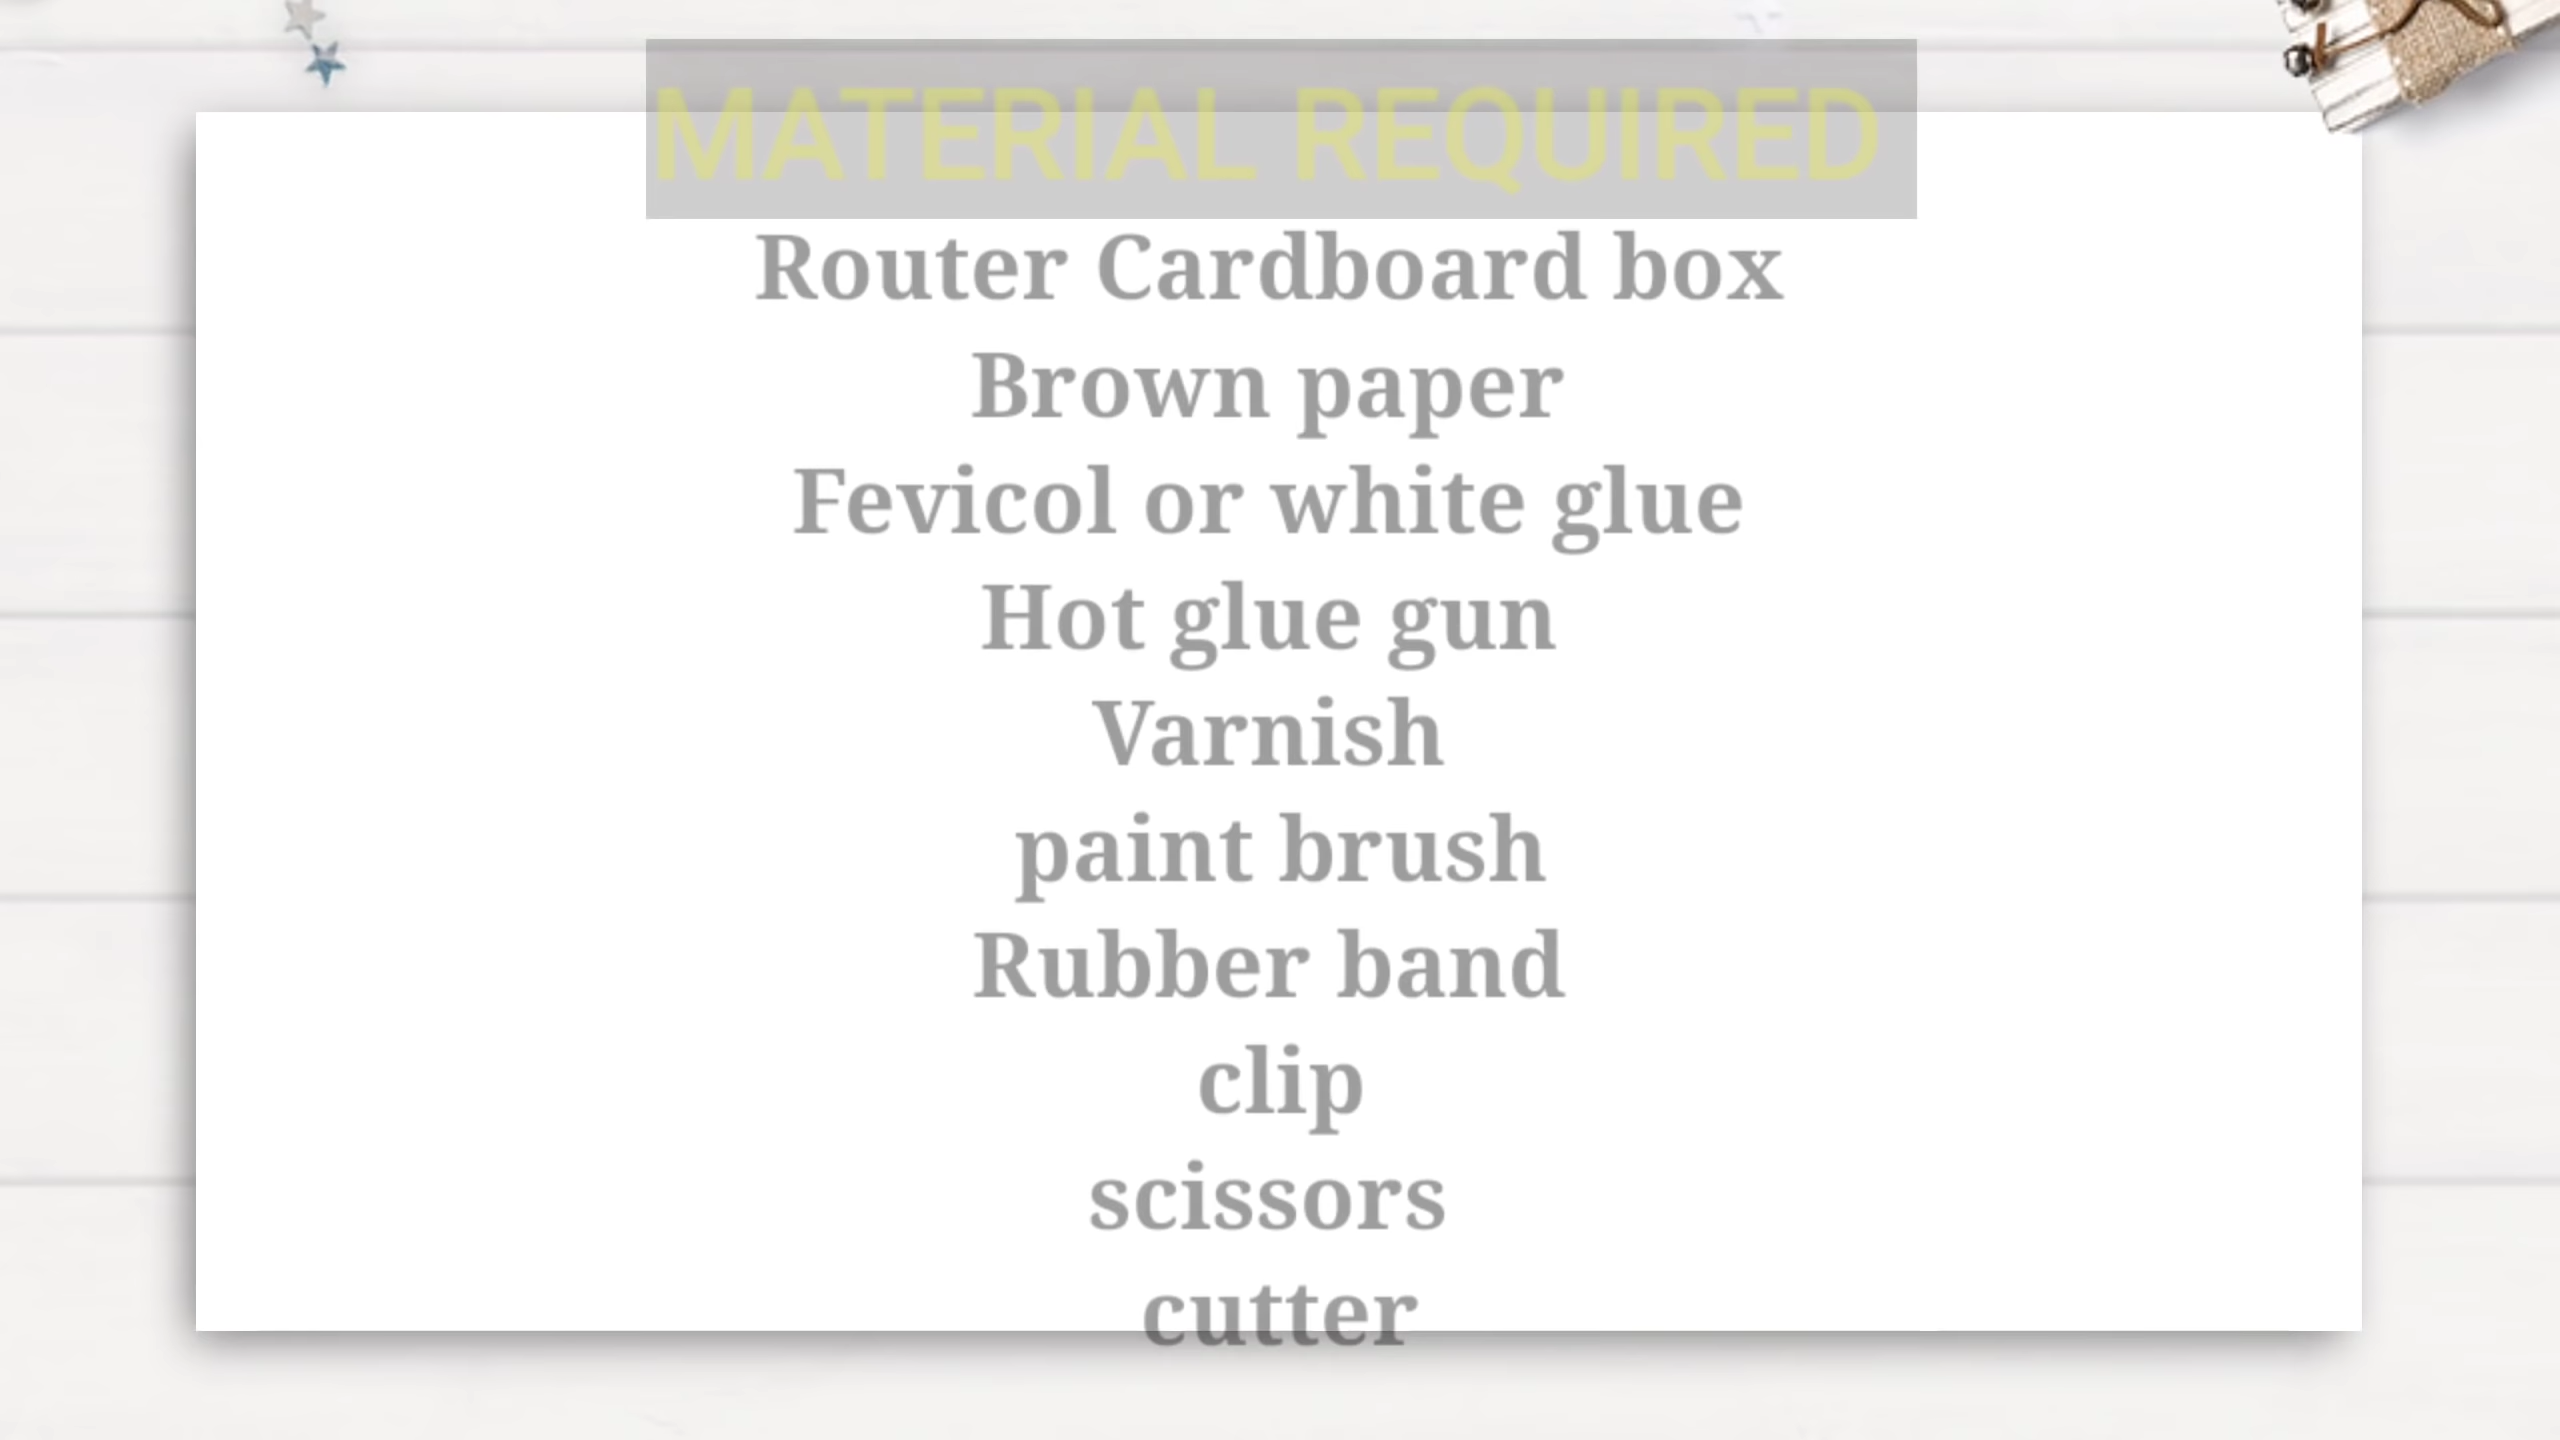 MATERIAL REQUIRED
Router Cardboard box
Brown paper
Fevicol or white glue
Hot glue gun
Varnish
paint brush
Rubber band
clip
scissors
cutter